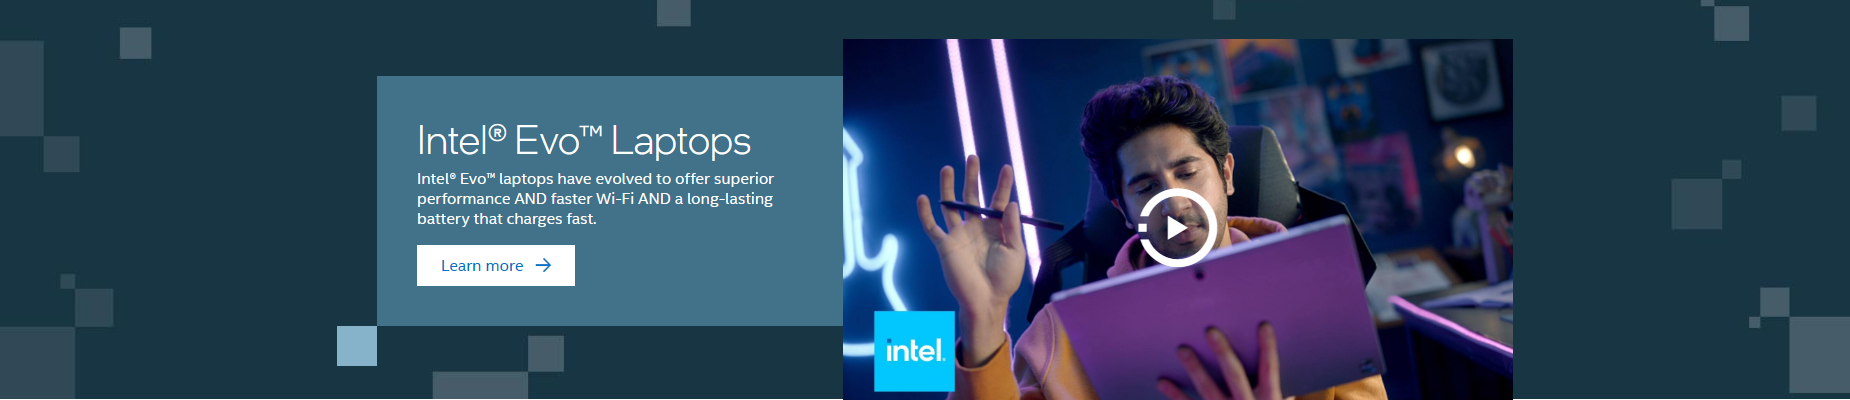 Intel® Evo™ Laptops
Intel® Evo™ laptops have evolved to offer superior
performance AND faster Wi-Fi AND a long-lasting
battery that charges fast.
Learn more →
intel.